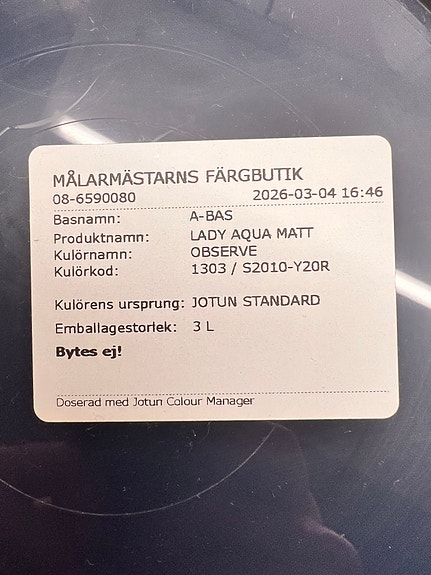 MÅLARMÄSTARNS FÄRGBUTIK
08-6590080 2026-03-04 16:46
Basnamn: A-BAS
Produktnamn: LADY AQUA MATT
Kulörnamn: OBSERVE
Kulörkod: 1303 / S2010-Y20R
Kulörens ursprung: JOTUN STANDARD
Emballagestorlek: 3 L
Bytes ej!
Doserad med Jotun Colour Manager